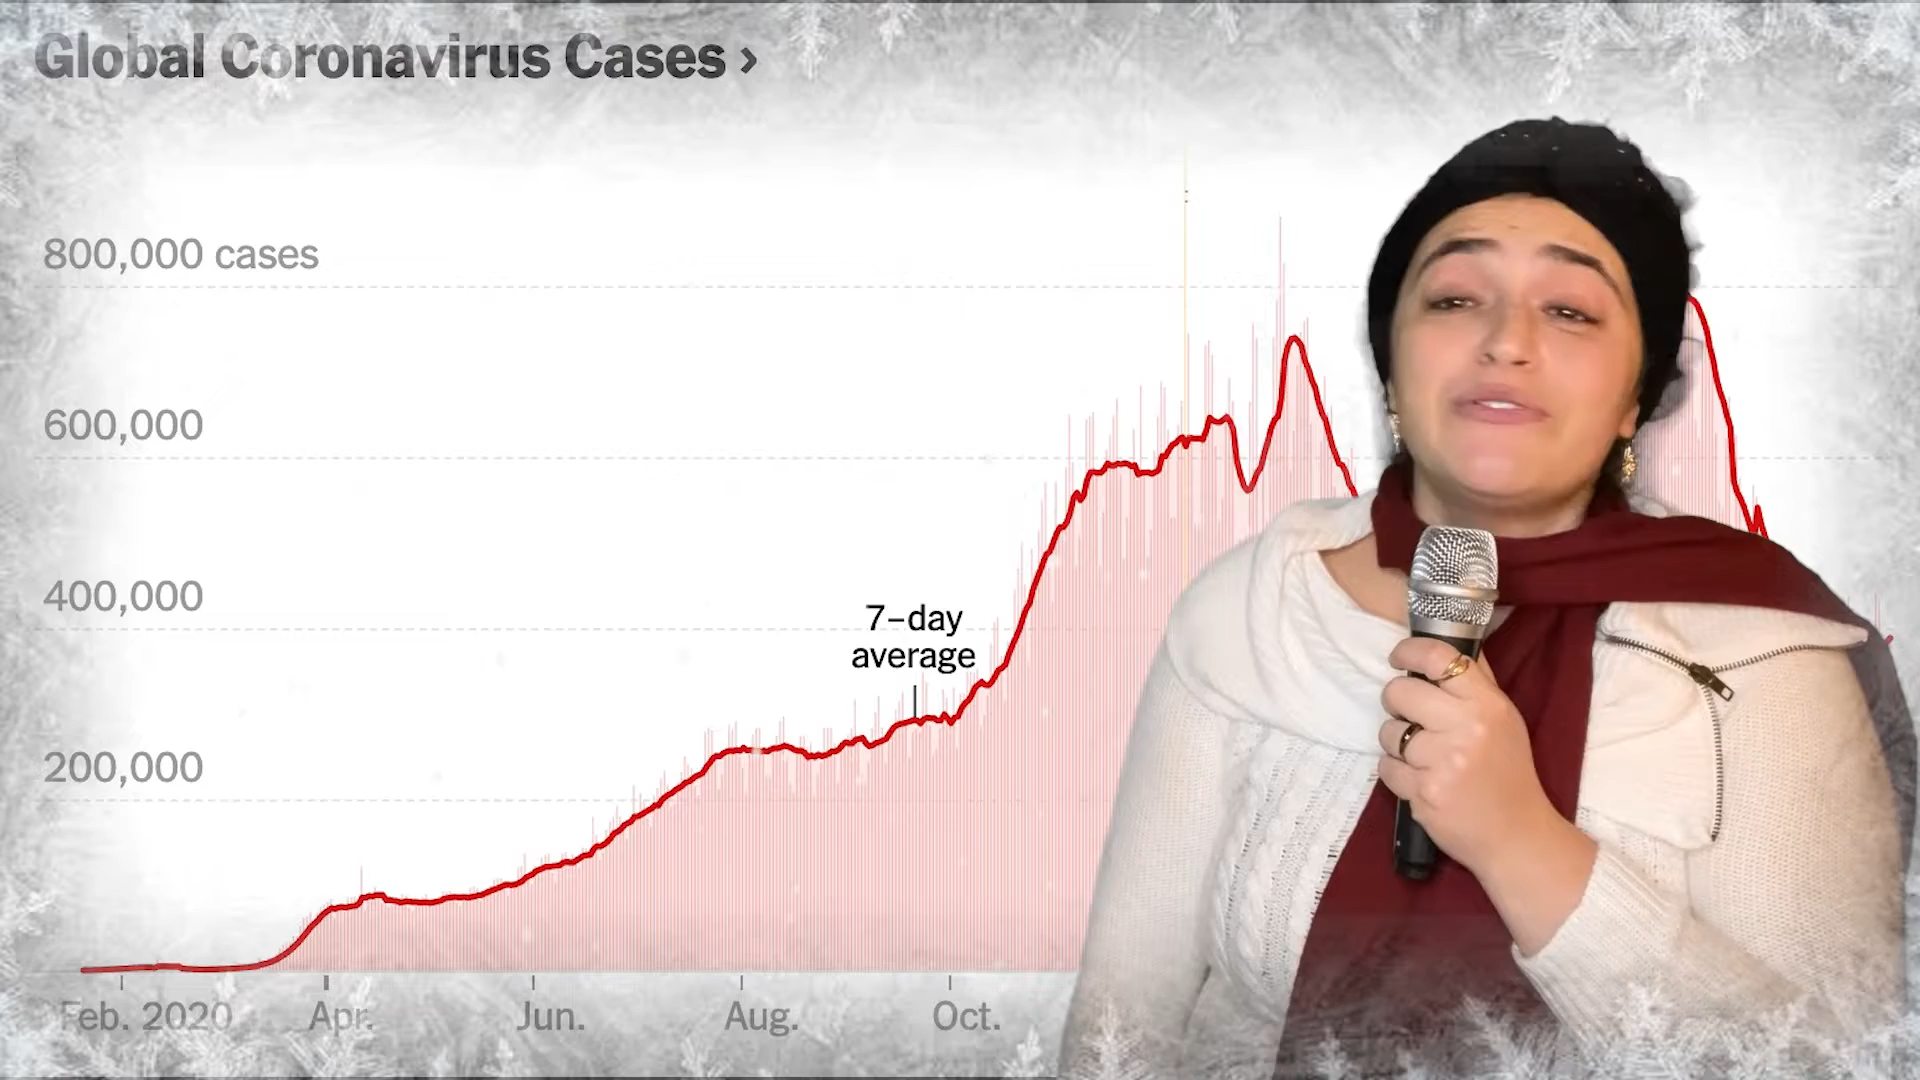 Global Coronavirus Cases ›
800,000 cases
600,000
400,000
200,000
7–day
average
Feb. 2020 Apr. Jun. Aug. Oct.